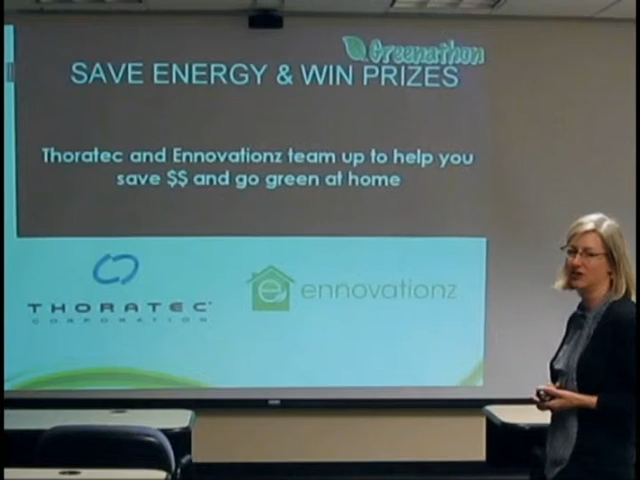 Greenathon
SAVE ENERGY & WIN PRIZES
Thoratec and Ennovationz team up to help you
save $$ and go green at home
THORATEC
CORPORATION
e ennovationz